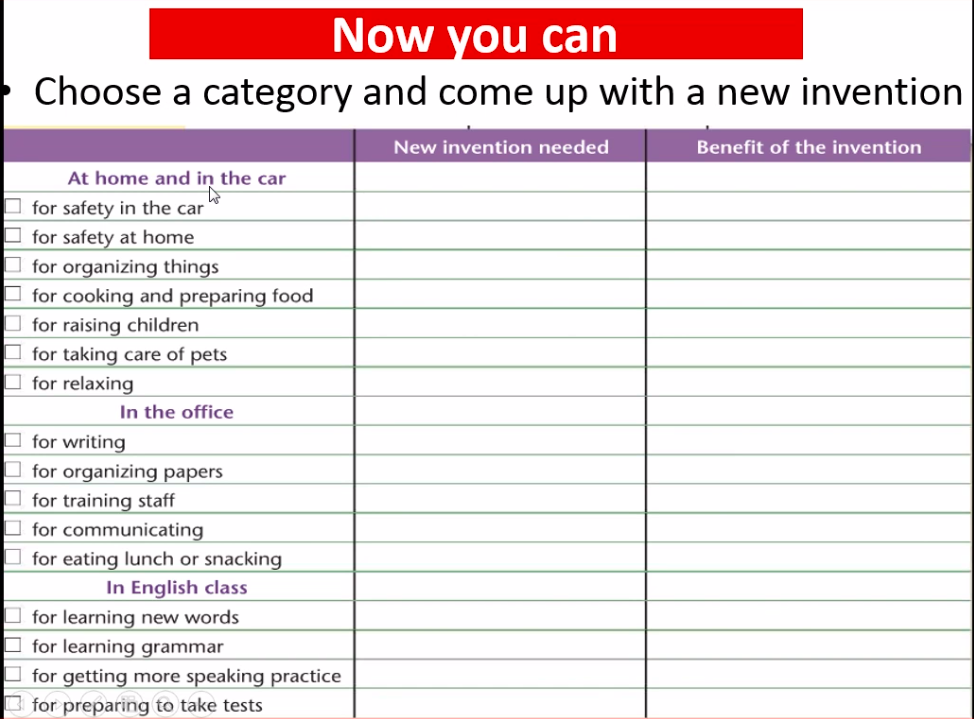 Now you can
• Choose a category and come up with a new invention
New invention needed Benefit of the invention
At home and in the car
for safety in the car
for safety at home
for organizing things
for cooking and preparing food
for raising children
for taking care of pets
for relaxing
In the office
for writing
for organizing papers
for training staff
for communicating
for eating lunch or snacking
In English class
for learning new words
for learning grammar
for getting more speaking practice
for preparing to take tests